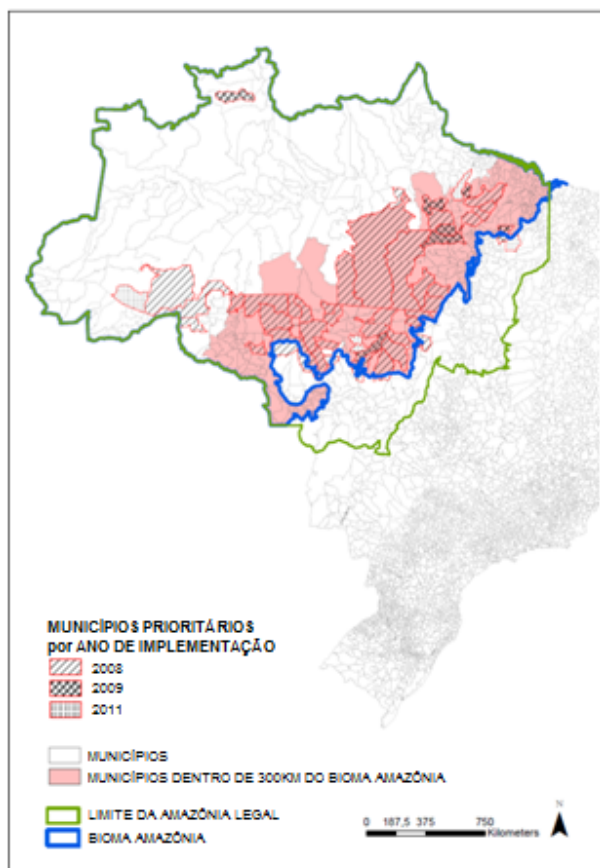 MUNICÍPIOS PRIORITÁRIOS
por ANO DE IMPLEMENTAÇÃO
2008
2009
2011
MUNICÍPIOS
MUNICÍPIOS DENTRO DE 300KM DO BIOMA AMAZÔNIA
LIMITE DA AMAZÔNIA LEGAL
BIOMA AMAZÔNIA
0 187,5 375 750
Kilometers
N